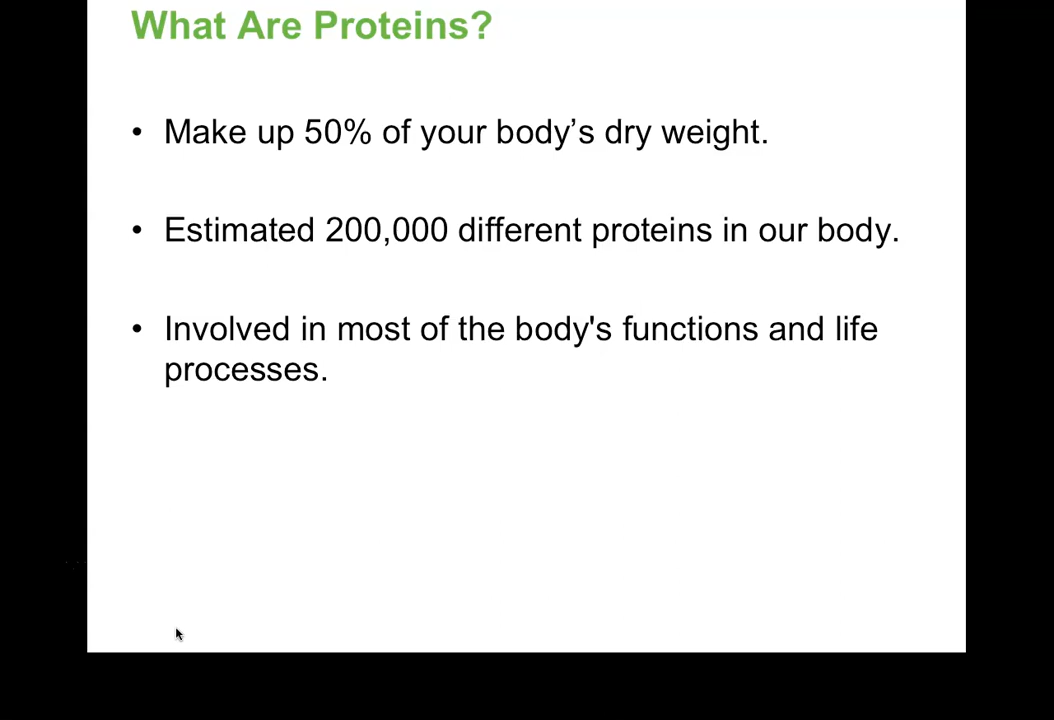 What Are Proteins?
• Make up 50% of your body’s dry weight.
• Estimated 200,000 different proteins in our body.
• Involved in most of the body's functions and life
processes.